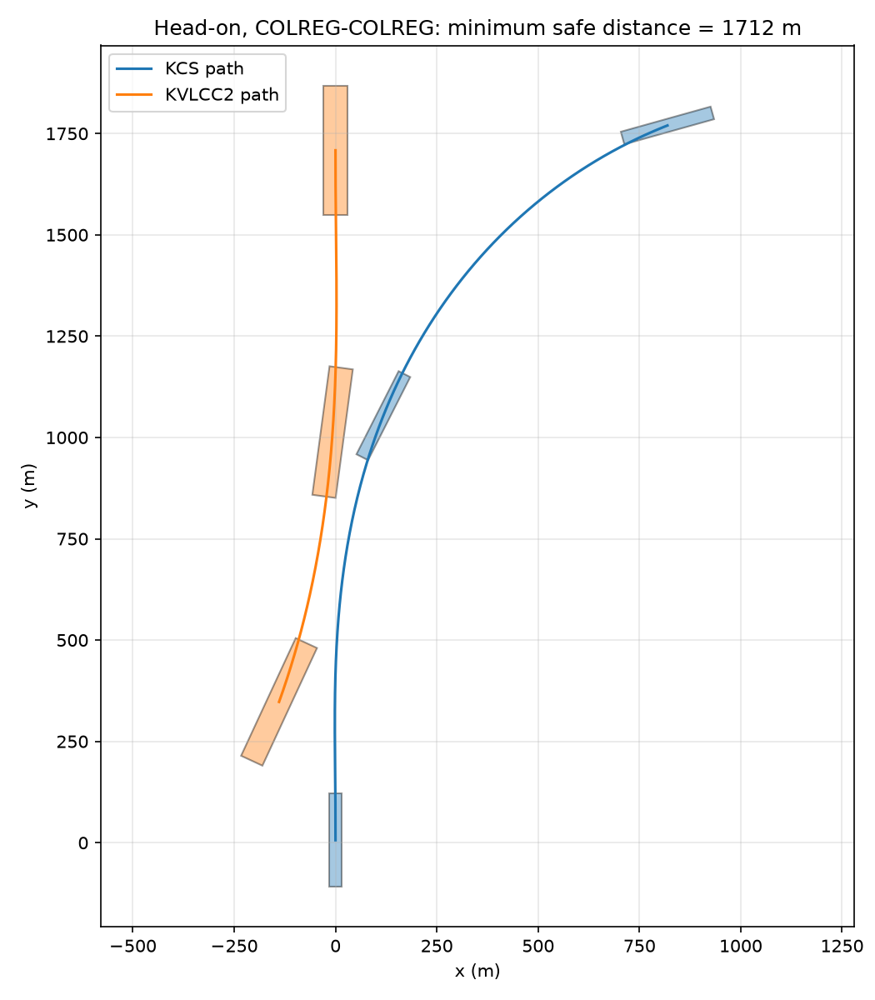 Head-on, COLREG-COLREG: minimum safe distance = 1712 m
KCS path
KVLCC2 path
1750
1500
1250
1000
750
500
250
0
y (m)
−500 −250 0 250 500 750 1000 1250
x (m)